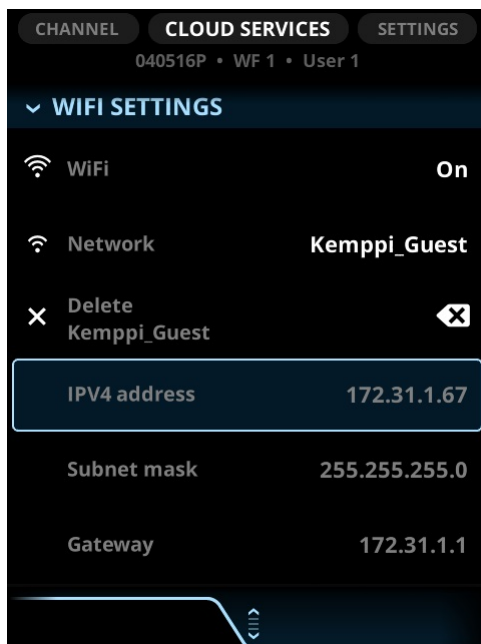 CHANNEL CLOUD SERVICES SETTINGS
040516P • WF 1 • User 1
WIFI SETTINGS
WiFi On
Network Kemppi_Guest
Delete
Kemppi_Guest
IPV4 address 172.31.1.67
Subnet mask 255.255.255.0
Gateway 172.31.1.1